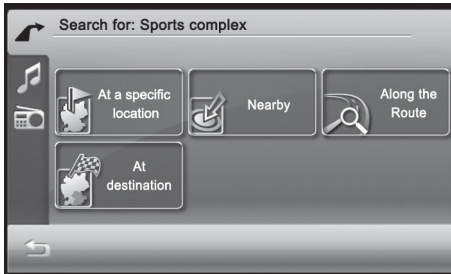 Search for: Sports complex
At a specific
location
Nearby
Along the
Route
At
destination